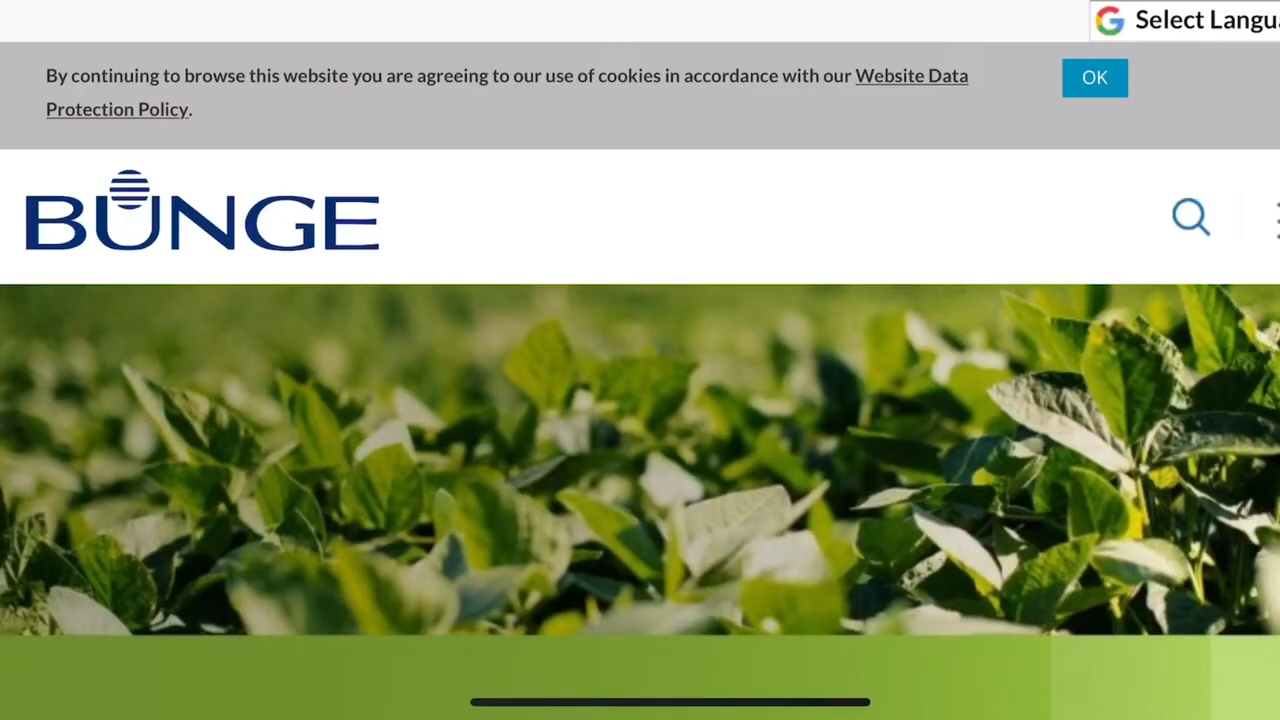 Select Langu
By continuing to browse this website you are agreeing to our use of cookies in accordance with our Website Data
Protection Policy.
OK
BUNGE